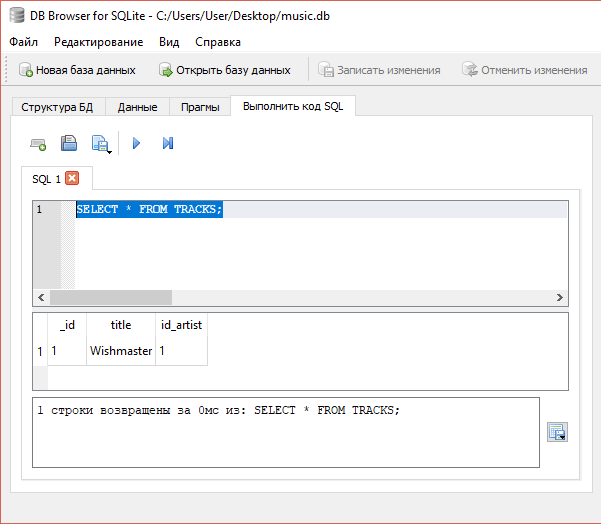 DB Browser for SQLite - C:/Users/User/Desktop/music.db
Файл Редактирование Вид Справка
Новая база данных Открыть базу данных Записать изменения Отменить изменения
Структура БД Данные Прагмы Выполнить код SQL
SQL 1
1 SELECT * FROM TRACKS;
_id title id_artist
1 1 Wishmaster 1
1 строки возвращены за 0мс из: SELECT * FROM TRACKS;